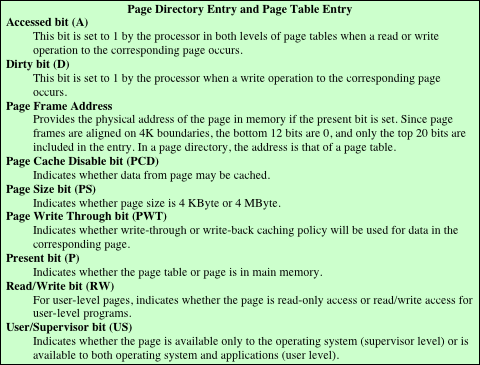 Page Directory Entry and Page Table Entry
Accessed bit (A)
This bit is set to 1 by the processor in both levels of page tables when a read or write
operation to the corresponding page occurs.
Dirty bit (D)
This bit is set to 1 by the processor when a write operation to the corresponding page
occurs.
Page Frame Address
Provides the physical address of the page in memory if the present bit is set. Since page
frames are aligned on 4K boundaries, the bottom 12 bits are 0, and only the top 20 bits are
included in the entry. In a page directory, the address is that of a page table.
Page Cache Disable bit (PCD)
Indicates whether data from page may be cached.
Page Size bit (PS)
Indicates whether page size is 4 KByte or 4 MByte.
Page Write Through bit (PWT)
Indicates whether write-through or write-back caching policy will be used for data in the
corresponding page.
Present bit (P)
Indicates whether the page table or page is in main memory.
Read/Write bit (RW)
For user-level pages, indicates whether the page is read-only access or read/write access for
user-level programs.
User/Supervisor bit (US)
Indicates whether the page is available only to the operating system (supervisor level) or is
available to both operating system and applications (user level).